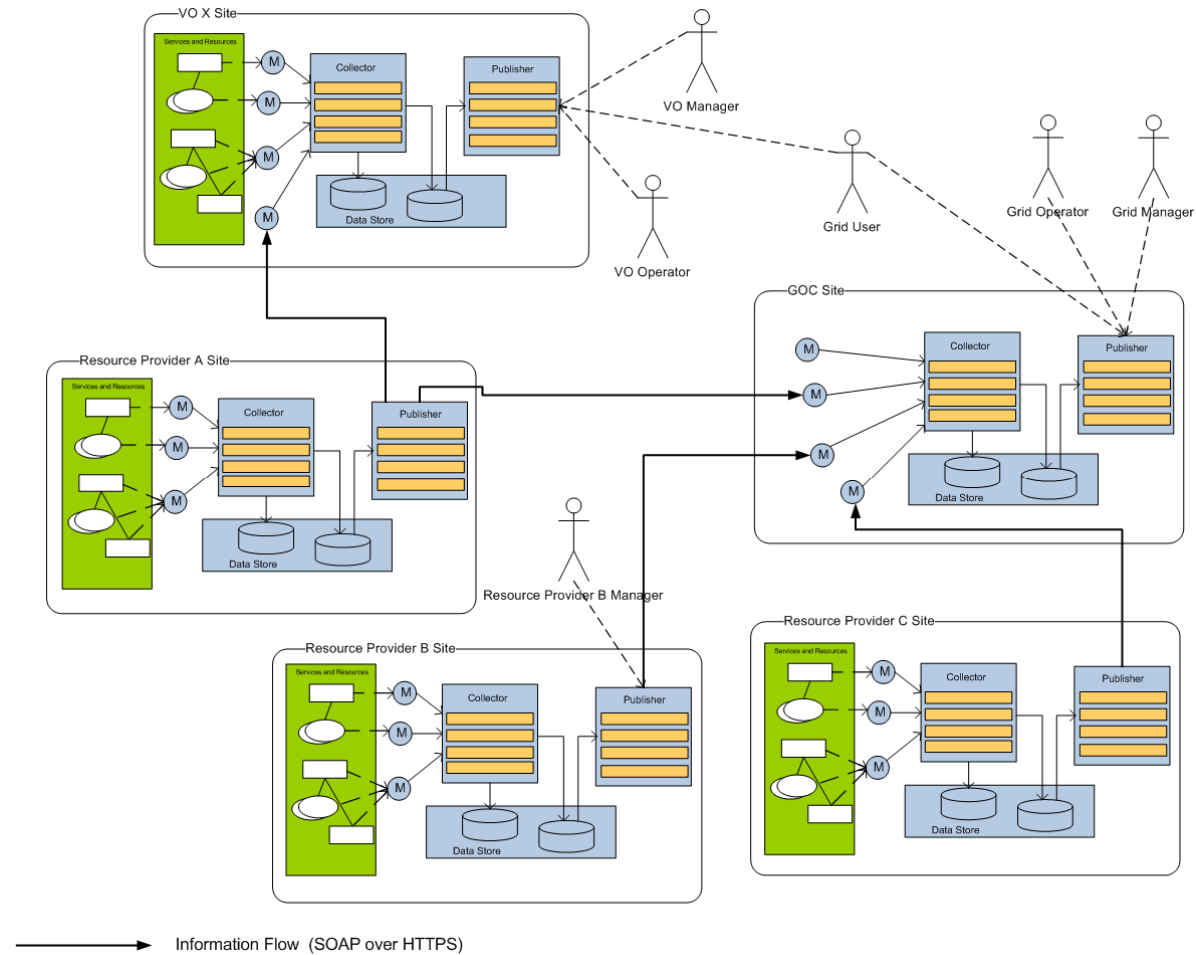 VO X Site
Services and Resources
M
M
M
M
Collector
Publisher
Data Store
VO Manager
VO Operator
Grid User
Grid Operator
Grid Manager
GOC Site
M
M
M
M
Collector
Publisher
Data Store
Resource Provider A Site
Services and Resources
M
M
M
Collector
Publisher
Data Store
Resource Provider B Manager
Resource Provider B Site
Services and Resources
M
M
M
Collector
Publisher
Data Store
Resource Provider C Site
Services and Resources
M
M
M
Collector
Publisher
Data Store
Information Flow (SOAP over HTTPS)